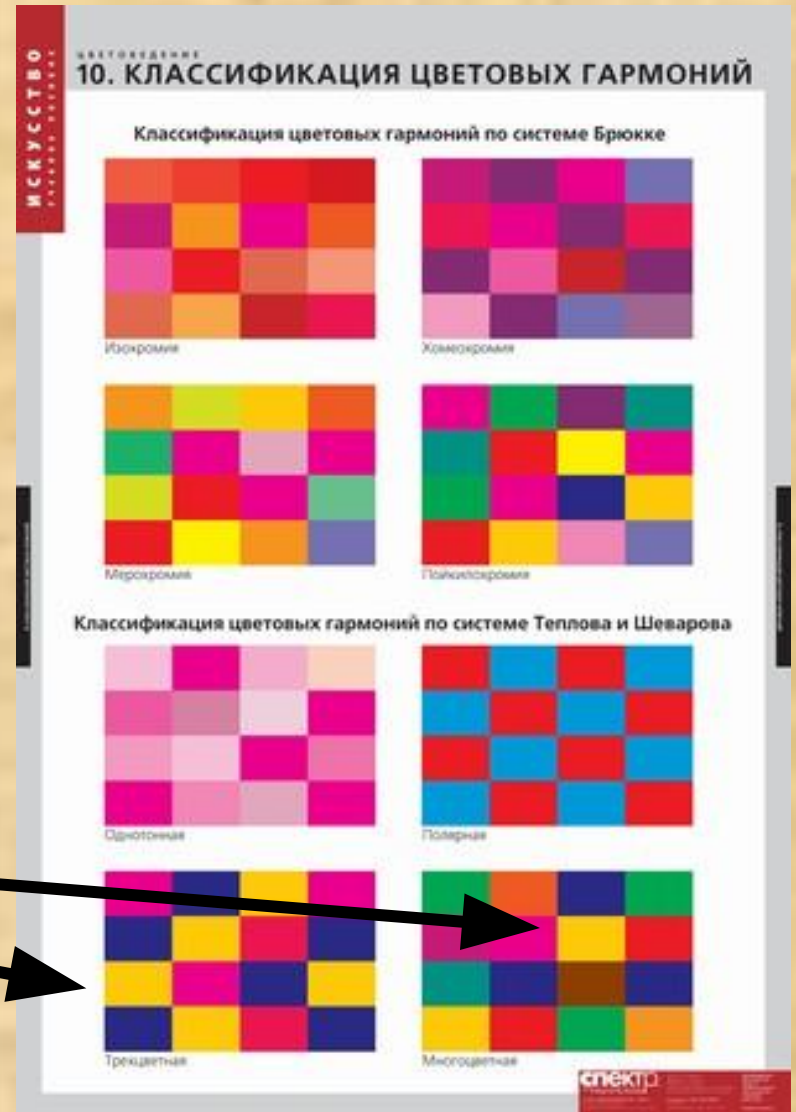 ИСКУССТВО
ЦВЕТОВЕДЕНИЕ
10. КЛАССИФИКАЦИЯ ЦВЕТОВЫХ ГАРМОНИЙ
Классификация цветовых гармоний по системе Брюкке
Изохромия
Хомеохромия
Мерохромия
Пойкилохромия
Классификация цветовых гармоний по системе Теплова и Шеварова
Однотонная
Полярная
Трехцветная
Многоцветная
спектр